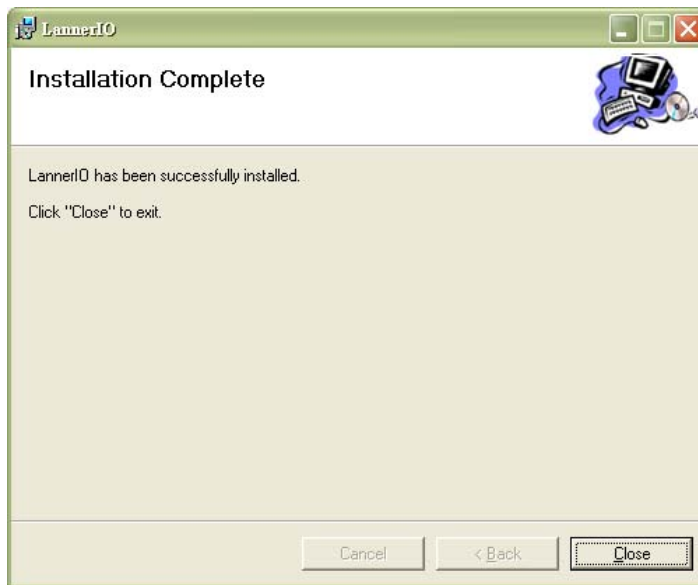 LannerIO
Installation Complete
LannerIO has been successfully installed.
Click "Close" to exit.
Cancel
< Back
Close